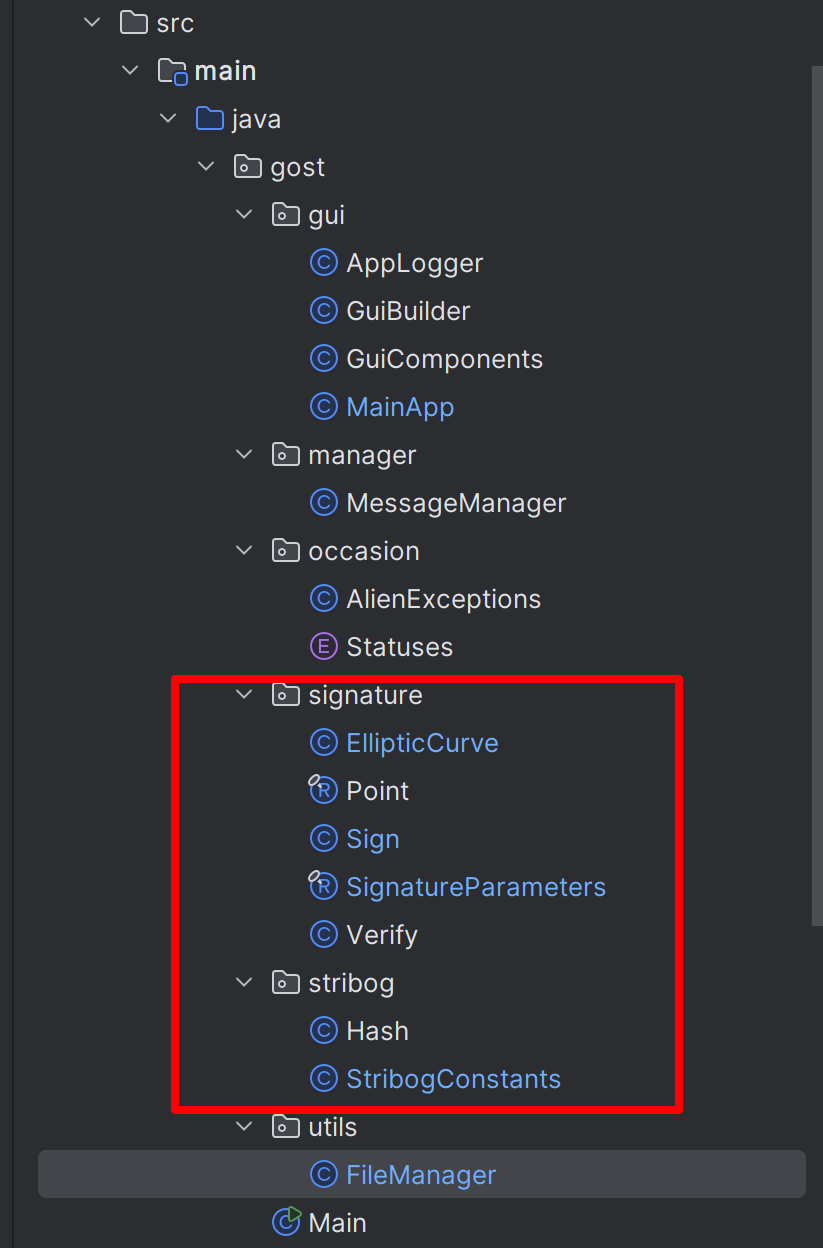 src
main
java
gost
gui
AppLogger
GuiBuilder
GuiComponents
MainApp
manager
MessageManager
occasion
AlienExceptions
Statuses
signature
EllipticCurve
Point
Sign
SignatureParameters
Verify
stribog
Hash
StribogConstants
utils
FileManager
Main